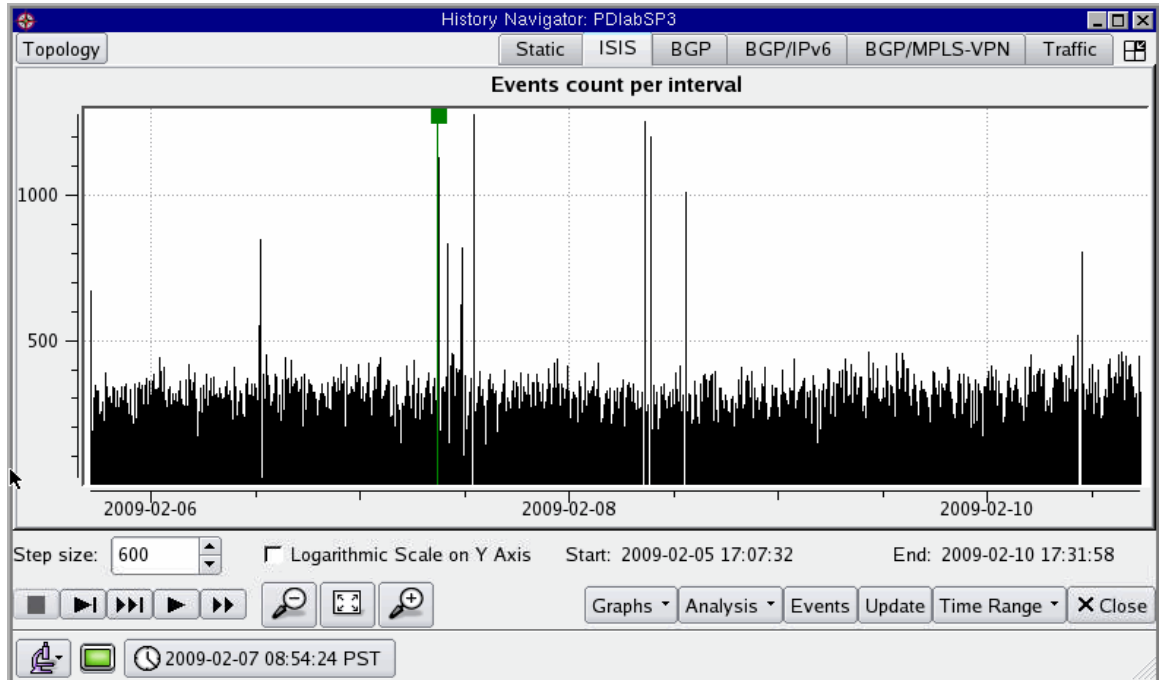 History Navigator: PDlabSP3
Topology Static ISIS BGP BGP/IPv6 BGP/MPLS-VPN Traffic
Events count per interval
1000
500
2009-02-06 2009-02-08 2009-02-10
Step size: 600 Logarithmic Scale on Y Axis Start: 2009-02-05 17:07:32 End: 2009-02-10 17:31:58
Graphs Analysis Events Update Time Range Close
2009-02-07 08:54:24 PST